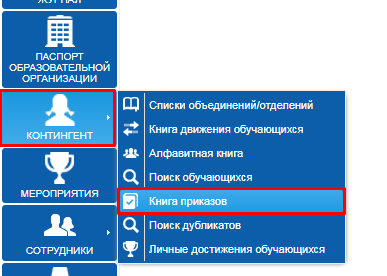 ЖУРНАЛ
ПАСПОРТ
ОБРАЗОВАТЕЛЬНОЙ
ОРГАНИЗАЦИИ
КОНТИНГЕНТ
Списки объединений/отделений
Книга движения обучающихся
Алфавитная книга
Поиск обучающихся
Книга приказов
Поиск дубликатов
Личные достижения обучающихся
МЕРОПРИЯТИЯ
СОТРУДНИКИ